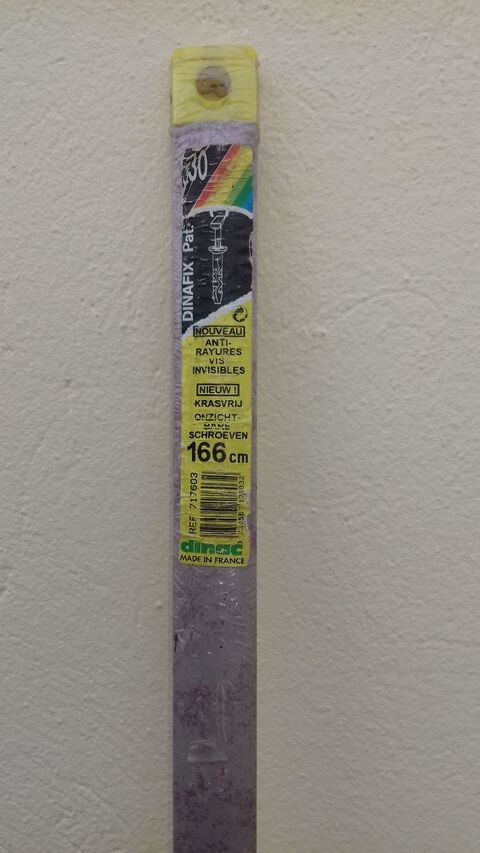 30
DINAFIX Pat.
NOUVEAU
ANTI-
RAYURES
VIS
INVISIBLES
NIEUW !
KRASVRIJ
ONZICHT-
BARE
SCHROEVEN
166 cm
REF 717603
dinac
MADE IN FRANCE